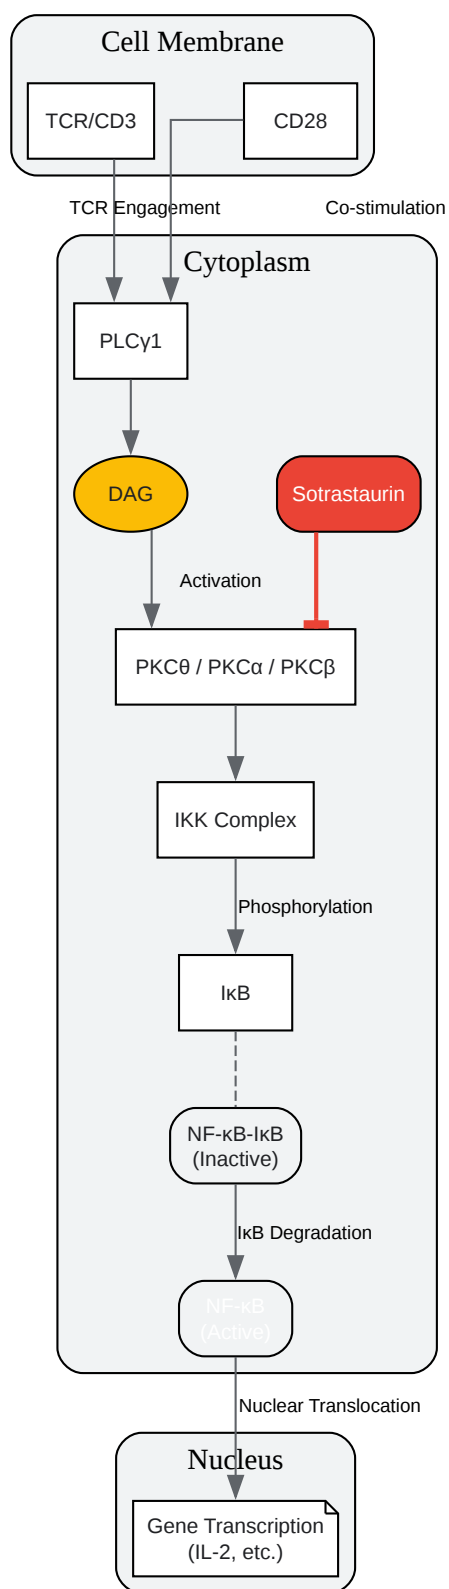 Cell Membrane
TCR/CD3
CD28
TCR Engagement
Co-stimulation
Cytoplasm
PLCγ1
DAG
Sotrastaurin
Activation
PKCθ / PKCα / PKCβ
IKK Complex
Phosphorylation
IκB
NF-κB-IκB
(Inactive)
IκB Degradation
NF-κB
(Active)
Nuclear Translocation
Nucleus
Gene Transcription
(IL-2, etc.)